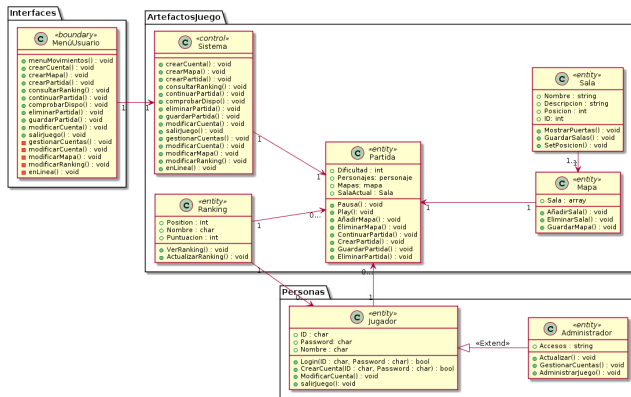 Interfaces
«boundary»
C
MenúUsuario
menuMovimientos() : void
crearCuenta() : void
crearMapa() : void
crearPartida() : void
consultarRanking() : void
continuarPartida() : void
comprobarDispo() : void
eliminarPartida() : void
guardarPartida() : void
modificarCuenta() : void
salirJuego() : void
gestionarCuentas() : void
modificarCuenta() : void
modificarMapa() : void
modificarRanking() : void
enLinea() : void
1
1
ArtefactosJuego
«control»
C
Sistema
crearCuenta() : void
crearMapa() : void
crearPartida() : void
consultarRanking() : void
continuarPartida() : void
comprobarDispo() : void
eliminarPartida() : void
guardarPartida() : void
modificarCuenta() : void
salirJuego() : void
gestionarCuentas() : void
modificarCuenta() : void
modificarMapa() : void
modificarRanking() : void
enLinea() : void
1
1
«entity»
C
Ranking
Position : int
Nombre : char
Puntuacion : int
VerRanking() : void
ActualizarRanking() : void
1
0...
1
0...
«entity»
C
Partida
Dificultad : int
Personajes: personaje
Mapas: mapa
SalaActual : Sala
Pausa() : void
Play(): void
AñadirMapa() : void
EliminarMapa() : void
ContinuarPartida() : void
CrearPartida() : void
GuardarPartida() : void
EliminarPartida() : void
0...
1
«entity»
C
Sala
Nombre : string
Descripcion : string
Posicion : int
ID: int
MostrarPuertas() : void
GuardarSalas() : void
SetPosicion() : void
1...
«entity»
C
Mapa
Sala : array
AñadirSala() : void
EliminarSala() : void
GuardarMapa() : void
1
1
Personas
«entity»
C
Jugador
ID : char
Password: char
Nombre : char
Login(ID : char, Password : char) : bool
CrearCuenta(ID : char, Password: char) : bool
ModificarCuenta() : void
salirJuego(): void
«Extend»
«entity»
C
Administrador
Accesos : string
Actualizar() : void
GestionarCuentas() : void
AdministrarJuego() : void